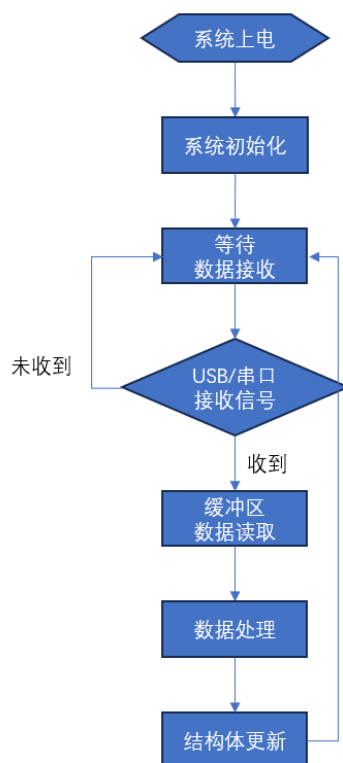 系统上电
系统初始化
等待
数据接收
未收到
USB/串口
接收信号
收到
缓冲区
数据读取
数据处理
结构体更新